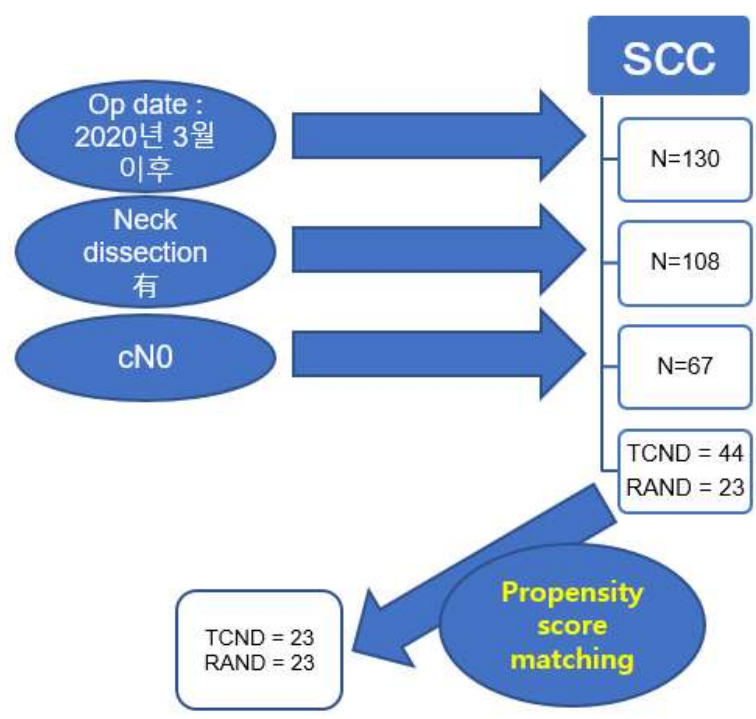 SCC
Op date :
2020년 3월
이후
N=130
Neck
dissection
有
N=108
cN0
N=67
TCND = 44
RAND = 23
Propensity
score
matching
TCND = 23
RAND = 23